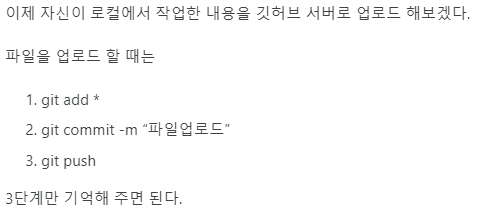 이제 자신이 로컬에서 작업한 내용을 깃허브 서버로 업로드 해보겠다.
파일을 업로드 할 때는
1. git add *
2. git commit -m “파일업로드”
3. git push
3단계만 기억해 주면 된다.